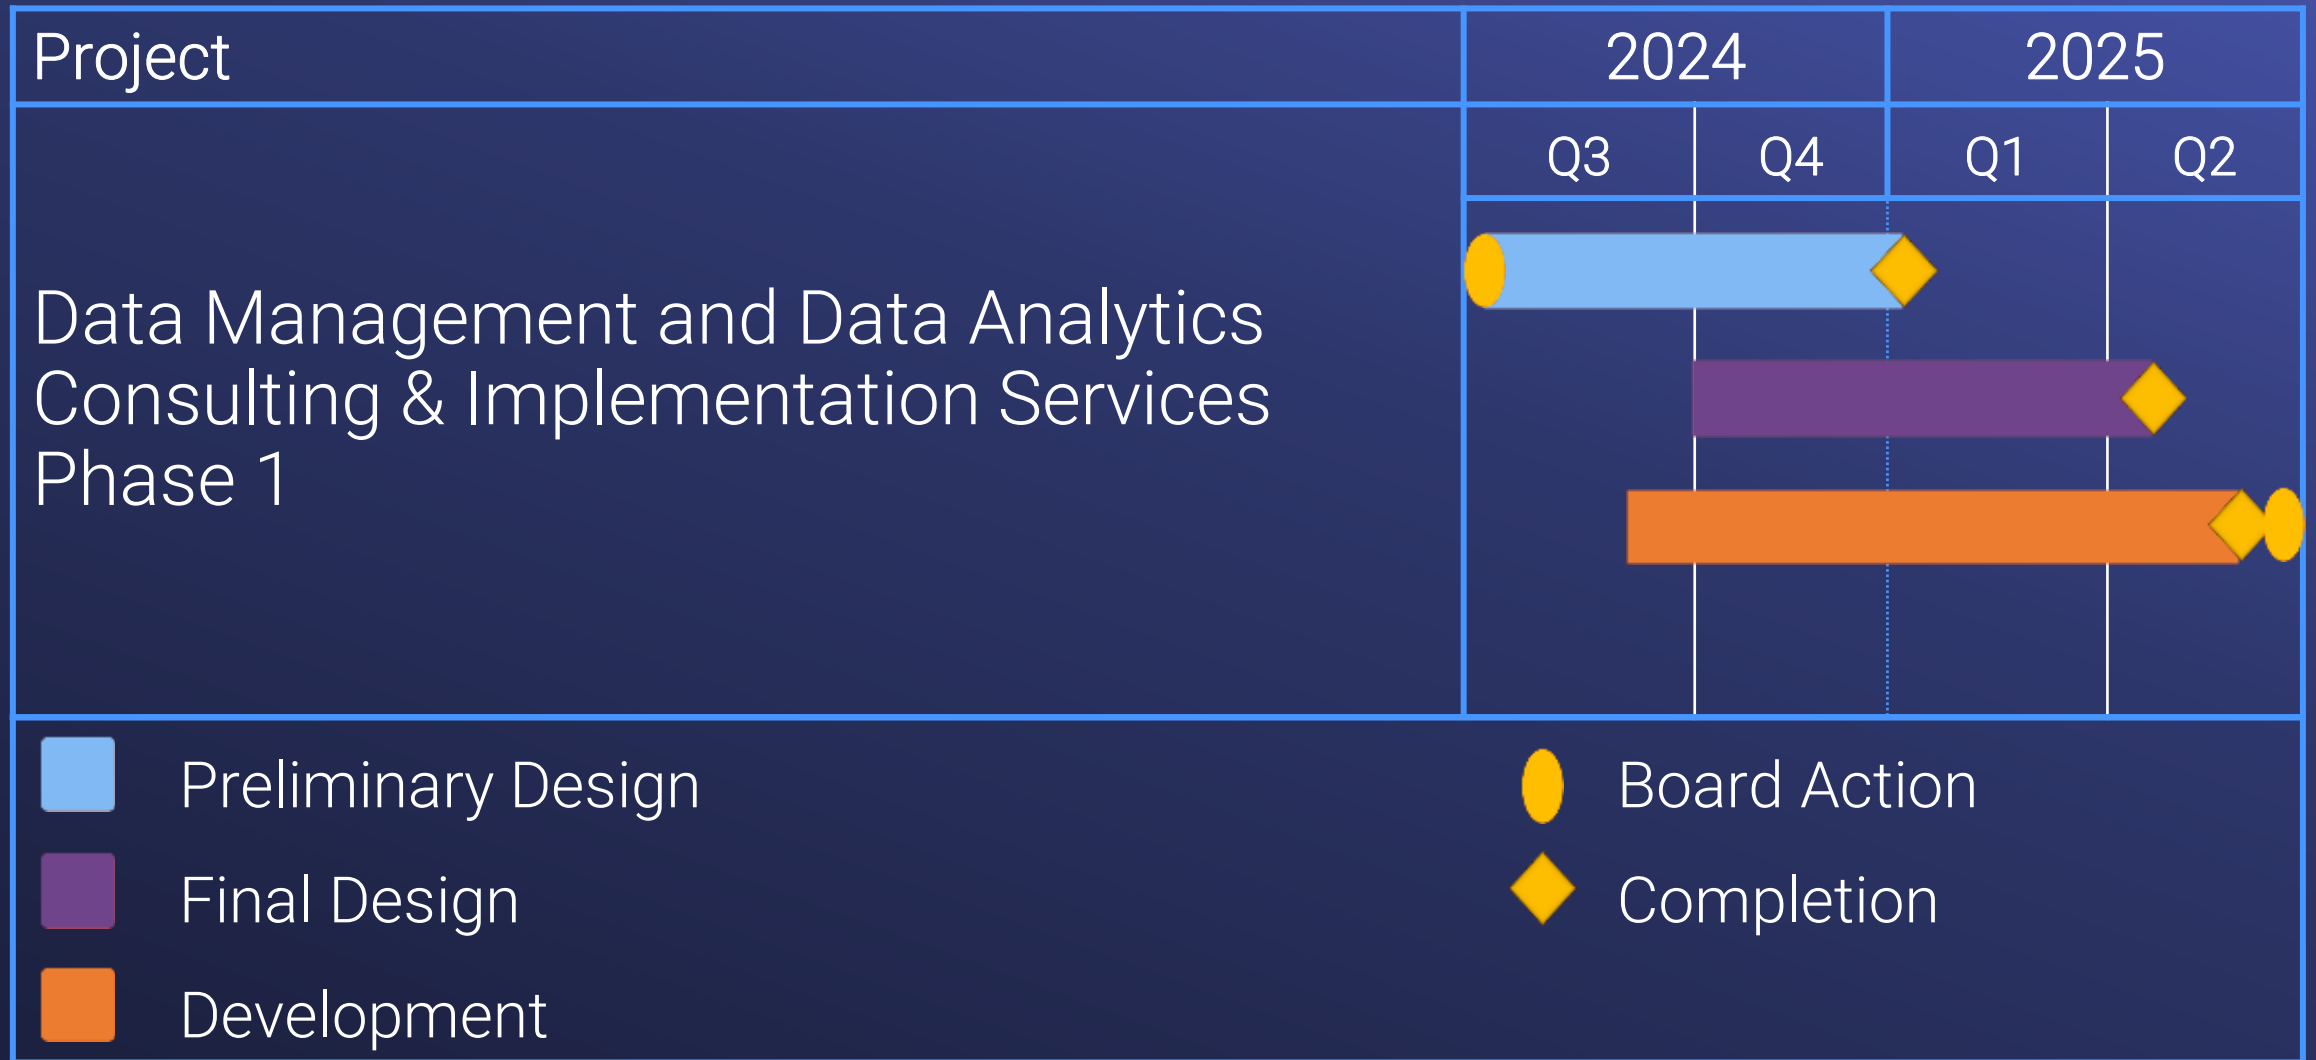 Project
2024
2025
Q3
Q4
Q1
Q2
Data Management and Data Analytics
Consulting & Implementation Services
Phase 1
Preliminary Design
Board Action
Final Design
Completion
Development